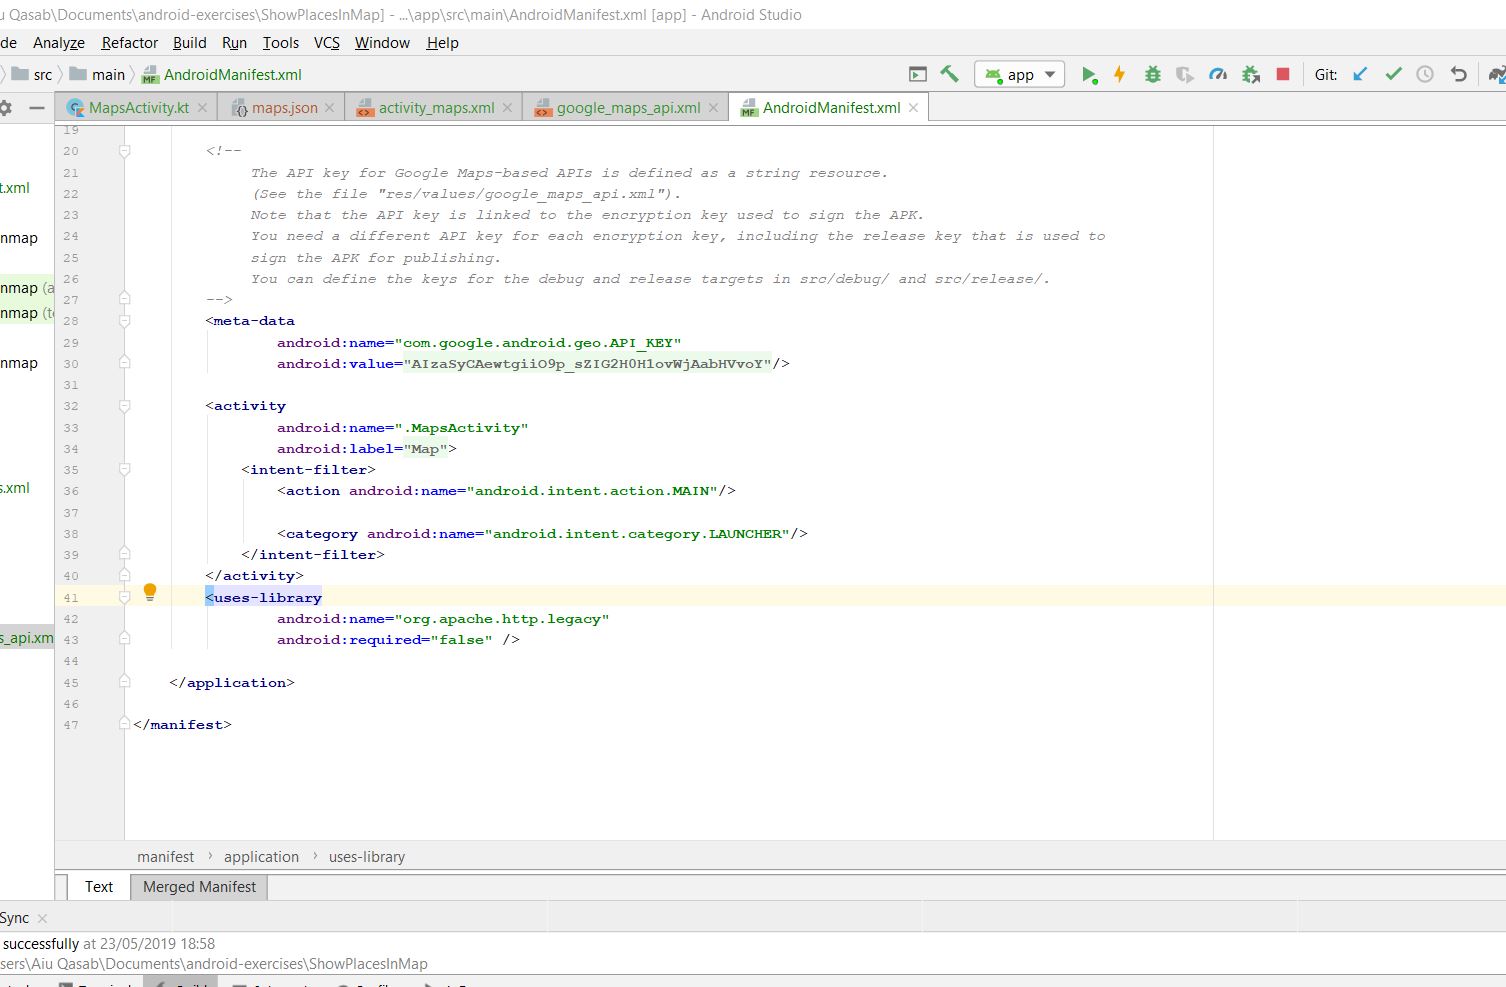 u Qasab\Documents\android-exercises\ShowPlacesInMap] - ...\app\src\main\AndroidManifest.xml [app] - Android Studio
de Analyze Refactor Build Run Tools VCS Window Help
src main AndroidManifest.xml app Git:
MapsActivity.kt maps.json activity_maps.xml google_maps_api.xml AndroidManifest.xml
19
20 <!--
21 The API key for Google Maps-based APIs is defined as a string resource.
t.xml
22 (See the file "res/values/google_maps_api.xml").
23 Note that the API key is linked to the encryption key used to sign the APK.
nmap
24 You need a different API key for each encryption key, including the release key that is used to
25 sign the APK for publishing.
26 You can define the keys for the debug and release targets in src/debug/ and src/release/.
nmap (a
27 -->
nmap (t
28 <meta-data
29 android:name="com.google.android.geo.API_KEY"
nmap
30 android:value="AIzaSyCAewtgiiO9p_sZIG2H0H1ovWjAabHVvoY"/>
31
32 <activity
33 android:name=".MapsActivity"
34 android:label="Map">
35 <intent-filter>
s.xml
36 <action android:name="android.intent.action.MAIN"/>
37
38 <category android:name="android.intent.category.LAUNCHER"/>
39 </intent-filter>
40 </activity>
41 <uses-library
42 android:name="org.apache.http.legacy"
s_api.xm
43 android:required="false" />
44
45 </application>
46
47 </manifest>
manifest › application › uses-library
Text Merged Manifest
Sync
successfully at 23/05/2019 18:58
sers\Aiu Qasab\Documents\android-exercises\ShowPlacesInMap